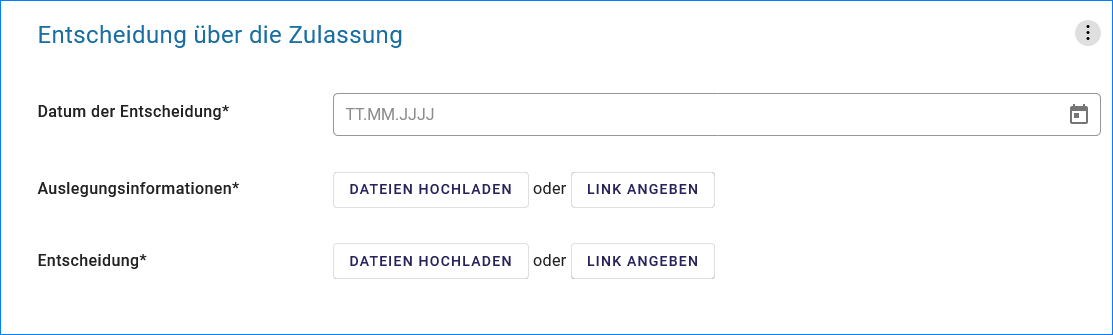 Entscheidung über die Zulassung
Datum der Entscheidung*
TT.MM.JJJJ
Auslegungsinformationen*
DATEIEN HOCHLADEN oder LINK ANGEBEN
Entscheidung*
DATEIEN HOCHLADEN oder LINK ANGEBEN